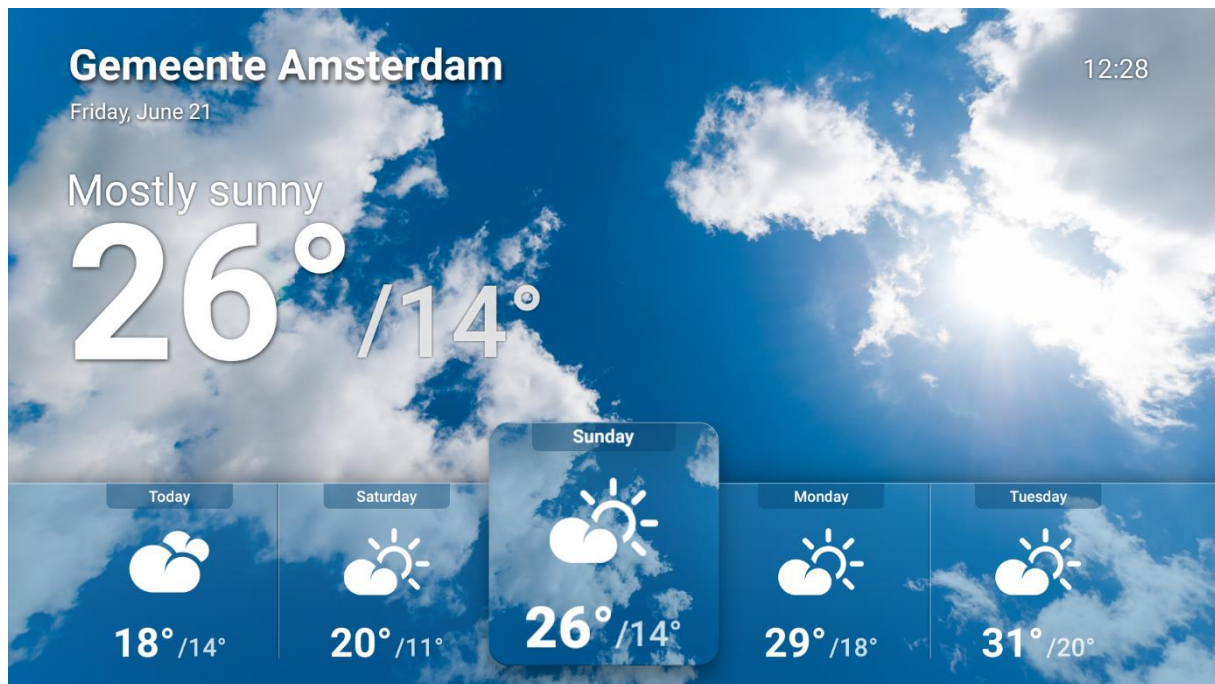 Gemeente Amsterdam
12:28
Friday, June 21
Mostly sunny
26°/14°
Today
18°/14°
Saturday
20°/11°
Sunday
26°/14°
Monday
29°/18°
Tuesday
31°/20°